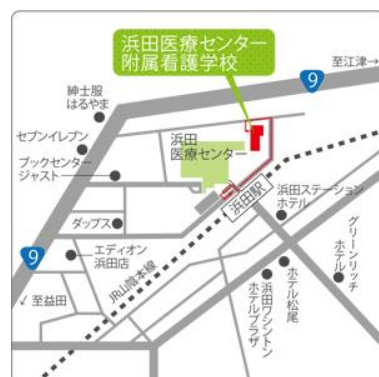 浜田医療センター
附属看護学校
至江津→
9
紳士服
はるやま
セブンイレブン
ブックセンター
ジャスト
浜田
医療センター
浜田駅
浜田ステーション
ホテル
ダップス
グリーンリッチ
ホテル
エディオン
浜田店
9
JR山陰本線
ホテル松尾
浜田ワシントン
ホテルプラザ
↙至益田